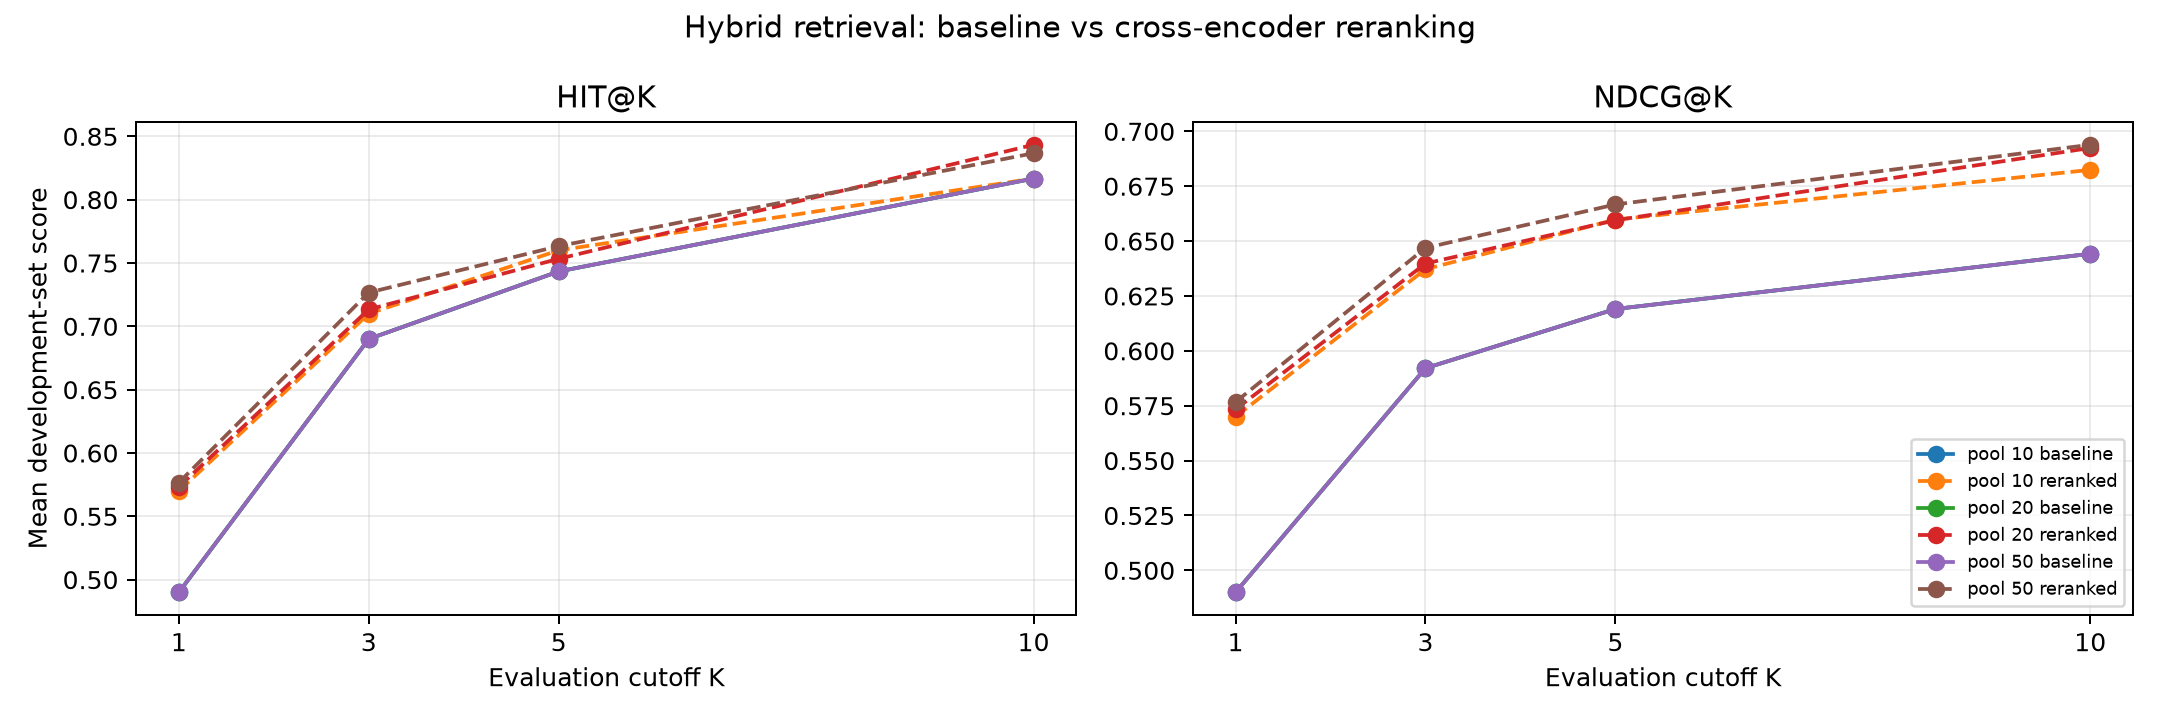 Hybrid retrieval: baseline vs cross-encoder reranking
HIT@K
Mean development-set score
0.85
0.80
0.75
0.70
0.65
0.60
0.55
0.50
1 3 5 10
Evaluation cutoff K
NDCG@K
0.700
0.675
0.650
0.625
0.600
0.575
0.550
0.525
0.500
pool 10 baseline
pool 10 reranked
pool 20 baseline
pool 20 reranked
pool 50 baseline
pool 50 reranked
1 3 5 10
Evaluation cutoff K